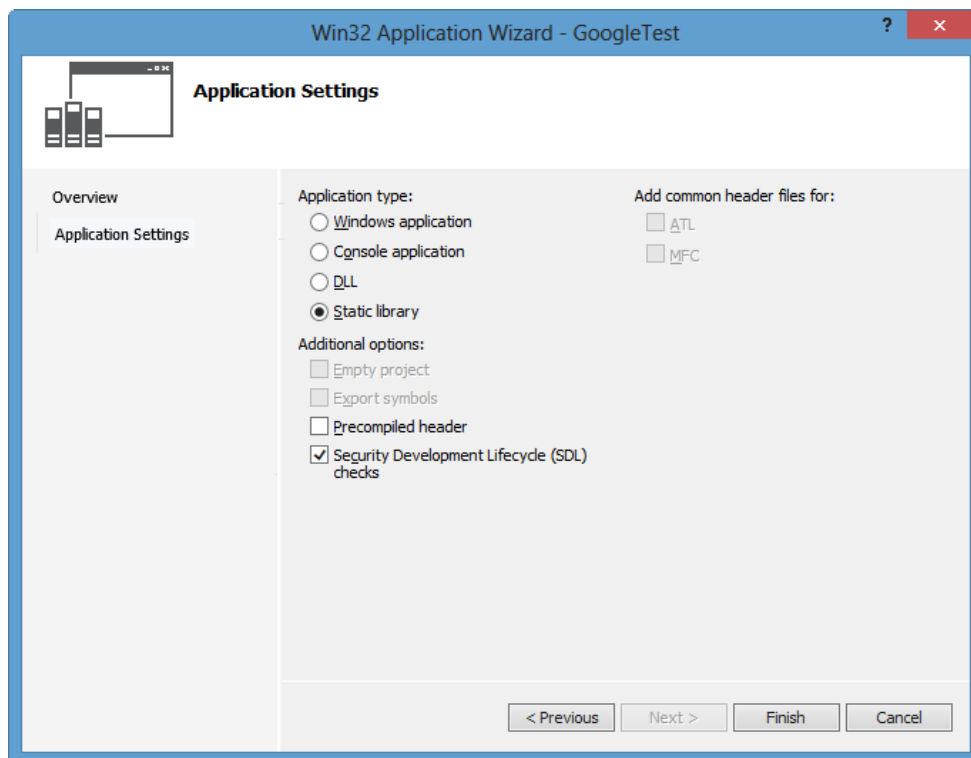 Win32 Application Wizard - GoogleTest
?
Application Settings
Overview
Application Settings
Application type:
Windows application
Console application
DLL
Static library
Additional options:
Empty project
Export symbols
Precompiled header
Security Development Lifecycle (SDL)
checks
Add common header files for:
ATL
MFC
< Previous
Next >
Finish
Cancel